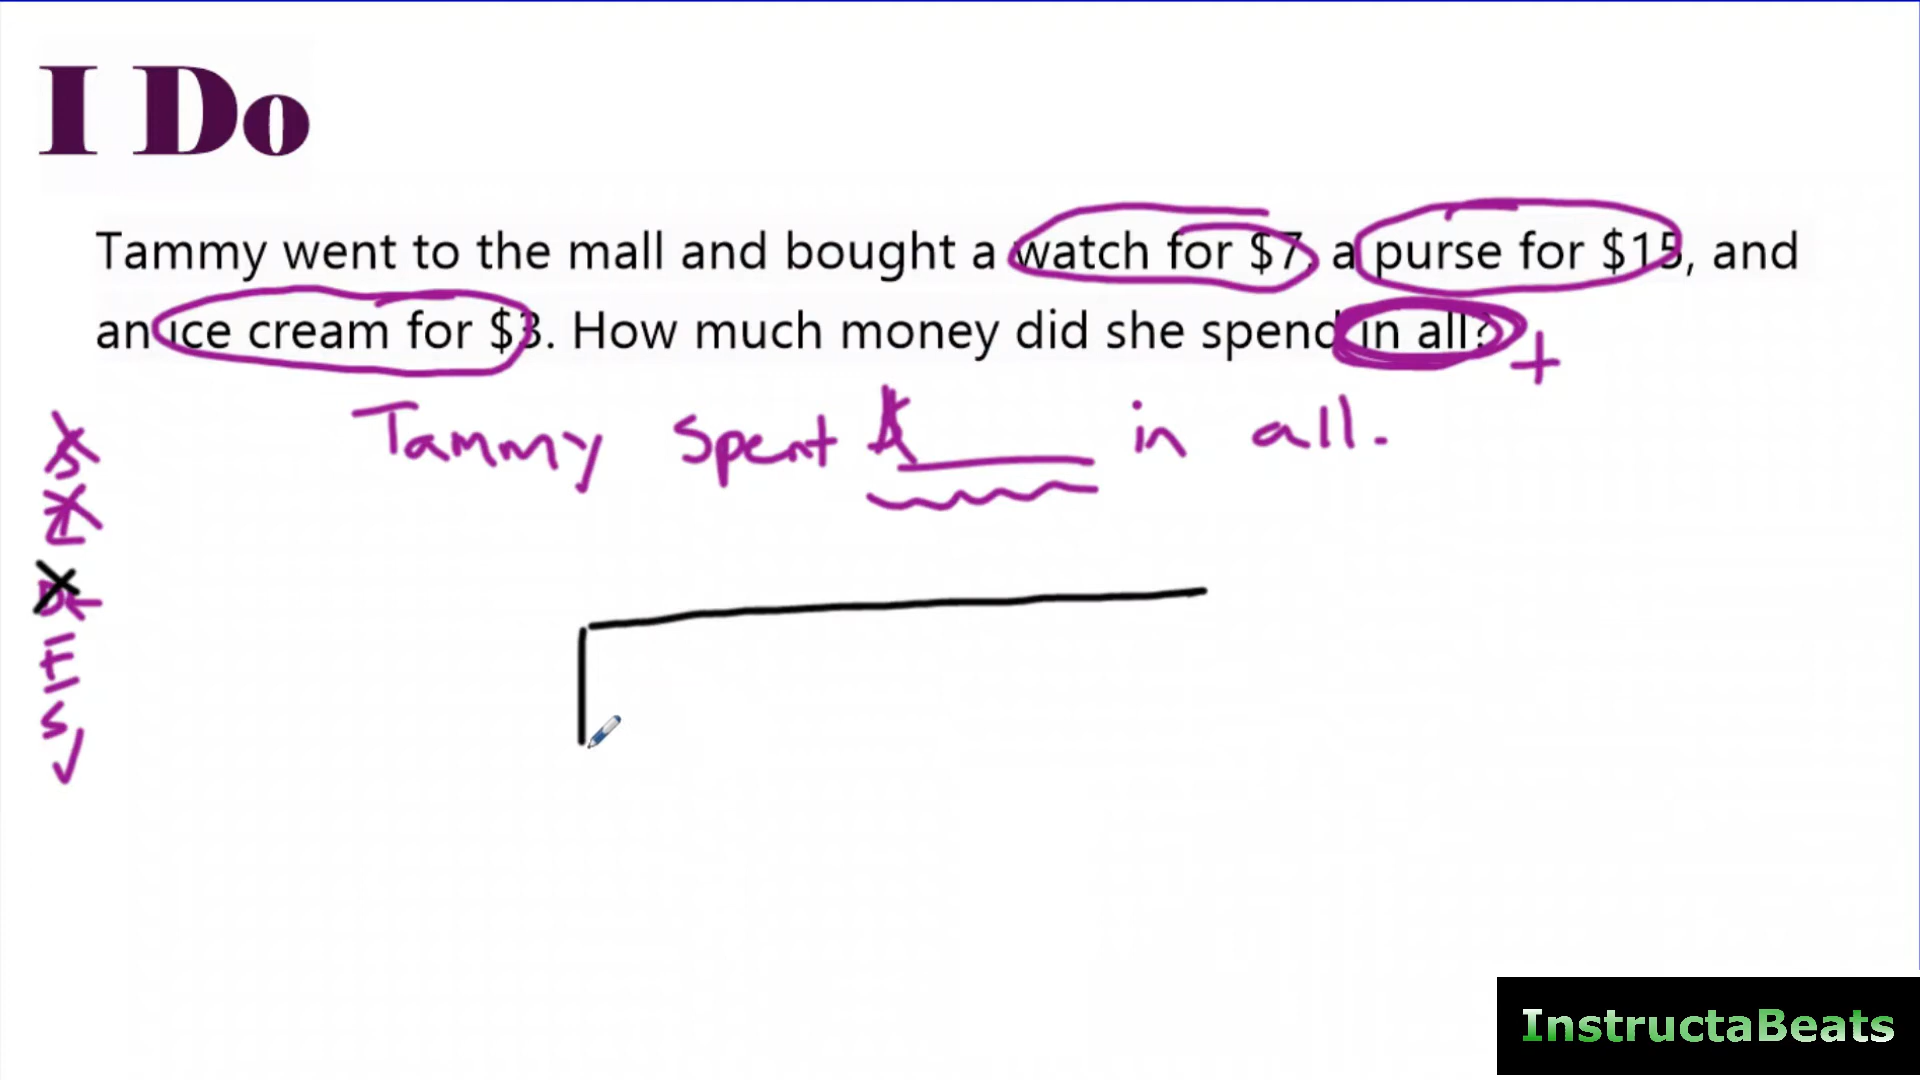 I Do
Tammy went to the mall and bought a watch for $7, a purse for $15, and
an ice cream for $3. How much money did she spend in all?
+
Tammy spent $____ in all.
E
S
✓
InstructaBeats